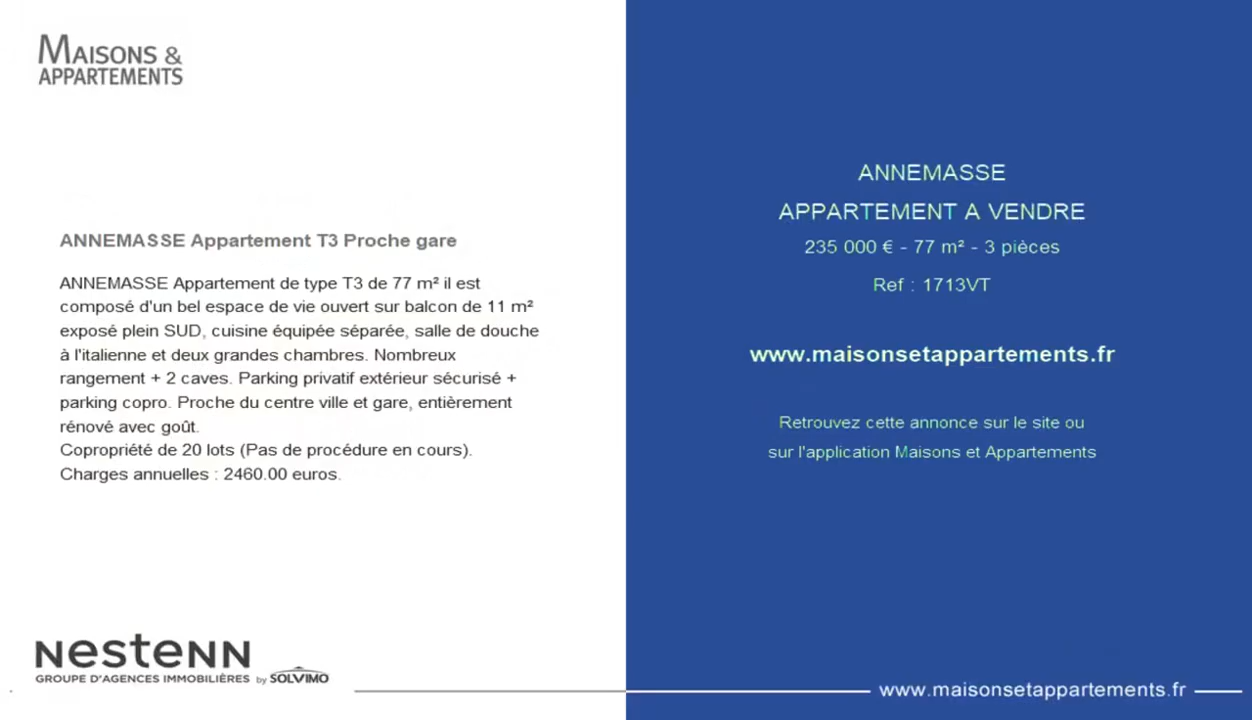 MAISONS &
APPARTEMENTS
ANNEMASSE Appartement T3 Proche gare
ANNEMASSE Appartement de type T3 de 77 m² il est
composé d'un bel espace de vie ouvert sur balcon de 11 m²
exposé plein SUD, cuisine équipée séparée, salle de douche
à l'italienne et deux grandes chambres. Nombreux
rangement + 2 caves. Parking privatif extérieur sécurisé +
parking copro. Proche du centre ville et gare, entièrement
rénové avec goût.
Copropriété de 20 lots (Pas de procédure en cours).
Charges annuelles : 2460.00 euros.
nestenn
GROUPE D'AGENCES IMMOBILIÈRES by SOLVIMO
ANNEMASSE
APPARTEMENT A VENDRE
235 000 € - 77 m² - 3 pièces
Ref : 1713VT
www.maisonsetappartements.fr
Retrouvez cette annonce sur le site ou
sur l'application Maisons et Appartements
www.maisonsetappartements.fr